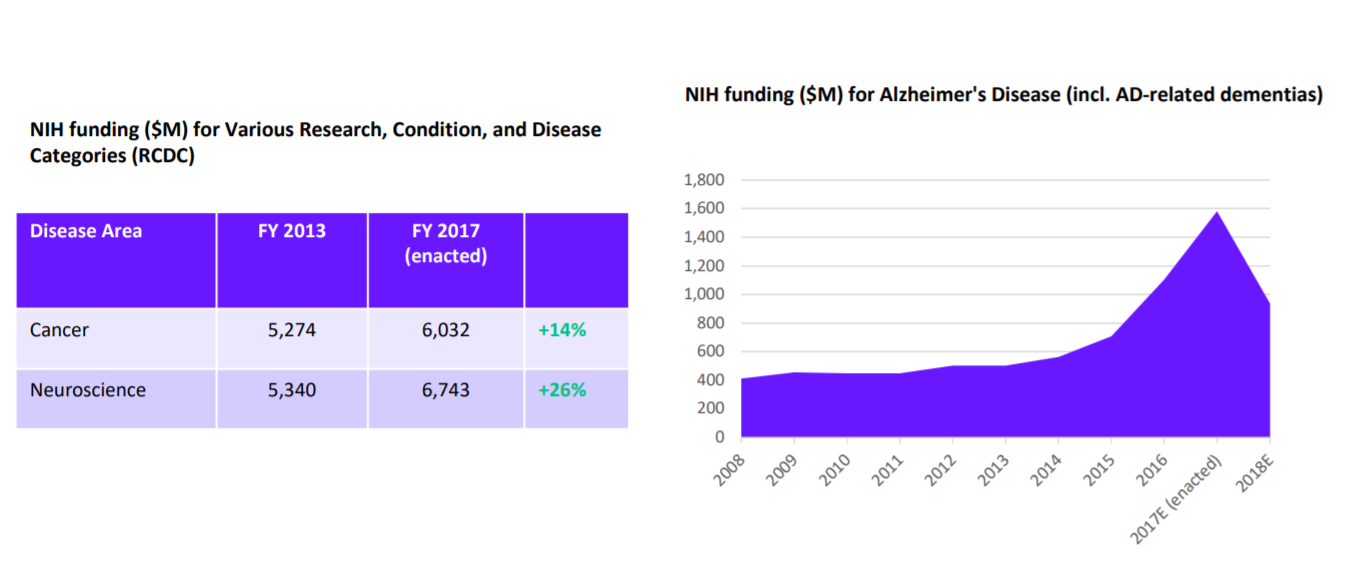 NIH funding ($M) for Various Research, Condition, and Disease
Categories (RCDC)
Disease Area FY 2013 FY 2017
(enacted)
Cancer 5,274 6,032 +14%
Neuroscience 5,340 6,743 +26%
NIH funding ($M) for Alzheimer's Disease (incl. AD-related dementias)
1,800
1,600
1,400
1,200
1,000
800
600
400
200
0
2008 2009 2010 2011 2012 2013 2014 2015 2016 2017E (enacted) 2018E